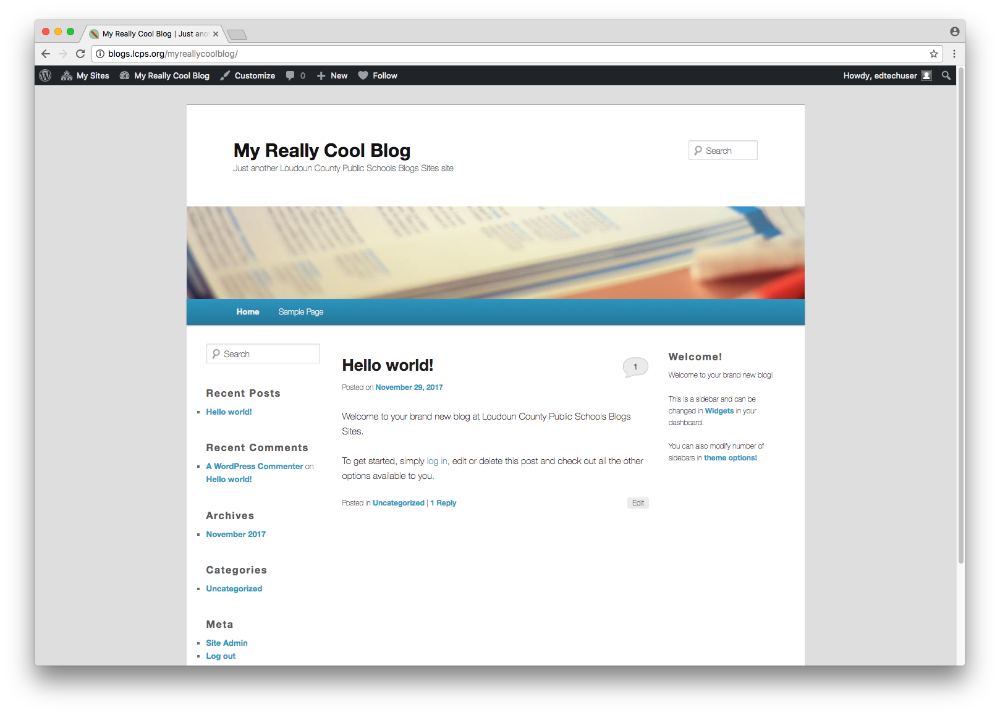 My Really Cool Blog | Just ano
blogs.lcps.org/myreallycoolblog/
My Sites My Really Cool Blog Customize 0 New Follow Howdy, edtechuser
My Really Cool Blog
Just another Loudoun County Public Schools Blogs Sites site
Search
Home Sample Page
Search
Recent Posts
Hello world!
Recent Comments
A WordPress Commenter on
Hello world!
Archives
November 2017
Categories
Uncategorized
Meta
Site Admin
Log out
Hello world!
1
Posted on November 29, 2017
Welcome to your brand new blog at Loudoun County Public Schools Blogs
Sites.
To get started, simply log in, edit or delete this post and check out all the other
options available to you.
Posted in Uncategorized | 1 Reply
Edit
Welcome!
Welcome to your brand new blog!
This is a sidebar and can be
changed in Widgets in your
dashboard.
You can also modify number of
sidebars in theme options!